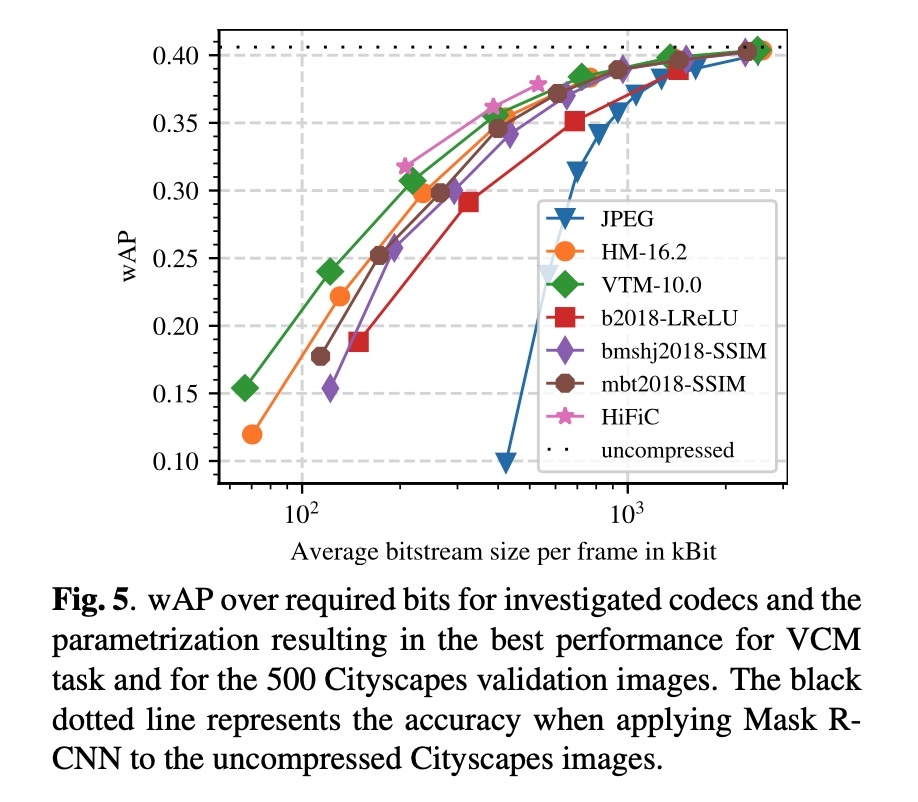 0.40
0.35
0.30
0.25
0.20
0.15
0.10
wAP
JPEG
HM-16.2
VTM-10.0
b2018-LReLU
bmshj2018-SSIM
mbt2018-SSIM
HiFiC
uncompressed
10²
10³
Average bitstream size per frame in kBit
Fig. 5. wAP over required bits for investigated codecs and the
parametrization resulting in the best performance for VCM
task and for the 500 Cityscapes validation images. The black
dotted line represents the accuracy when applying Mask R-
CNN to the uncompressed Cityscapes images.